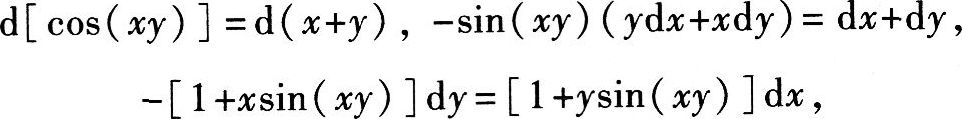 d[cos(xy)]=d(x+y), -sin(xy)(ydx+xdy)=dx+dy,
-[1+xsin(xy)]dy=[1+ysin(xy)]dx,